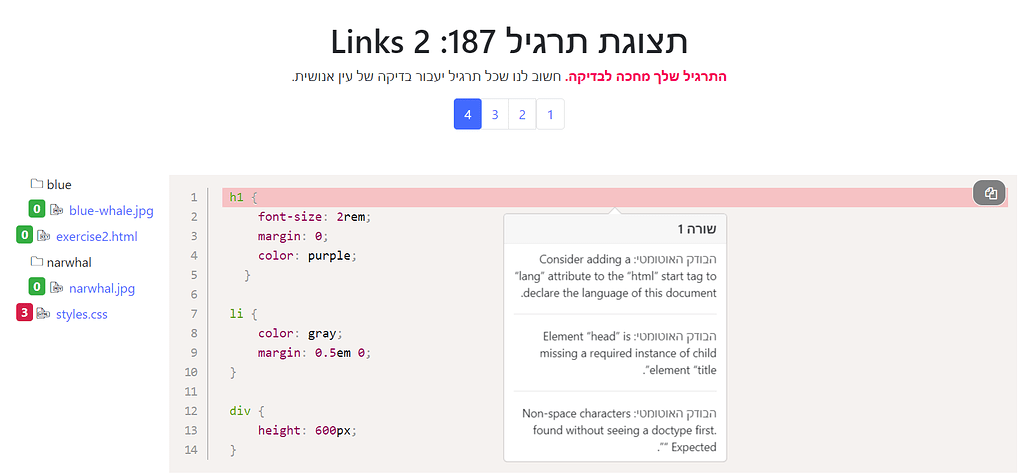 תצוגת תרגיל 187: Links 2
התרגיל שלך מחכה לבדיקה. חשוב לנו שכל תרגיל יעבור בדיקה של עין אנושית.
1 2 3 4
blue
0 blue-whale.jpg
0 exercise2.html
narwhal
0 narwhal.jpg
3 styles.css
1 h1 {
2 font-size: 2rem;
3 margin: 0;
4 color: purple;
5 }
6
7 li {
8 color: gray;
9 margin: 0.5em 0;
10 }
11
12 div {
13 height: 600px;
14 }
שורה 1
הבודק האוטומטי: Consider adding a
"lang" attribute to the "html" start tag to
declare the language of this document.
הבודק האוטומטי: Element "head" is
missing a required instance of child
element "title".
הבודק האוטומטי: Non-space characters
found without seeing a doctype first.
Expected "".